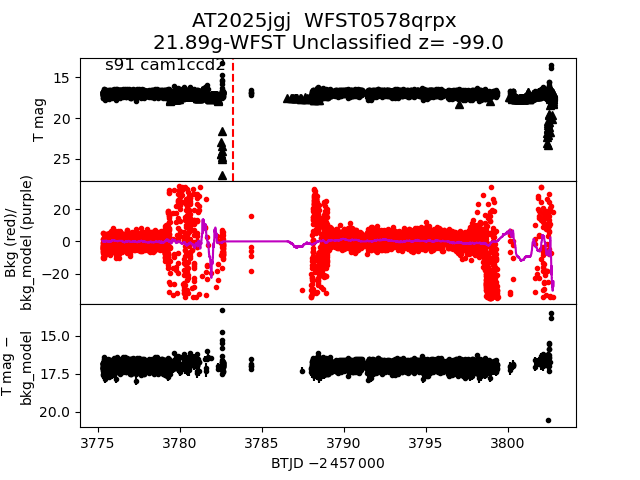 AT2025jgj  WFST0578qrpx
21.89g-WFST Unclassified z= -99.0
s91 cam1ccd2
15
20
25
T mag
20
0
−20
Bkg (red)/
bkg_model (purple)
15.0
17.5
20.0
T mag −
bkg_model
3775
3780
3785
3790
3795
3800
BTJD −2 457 000